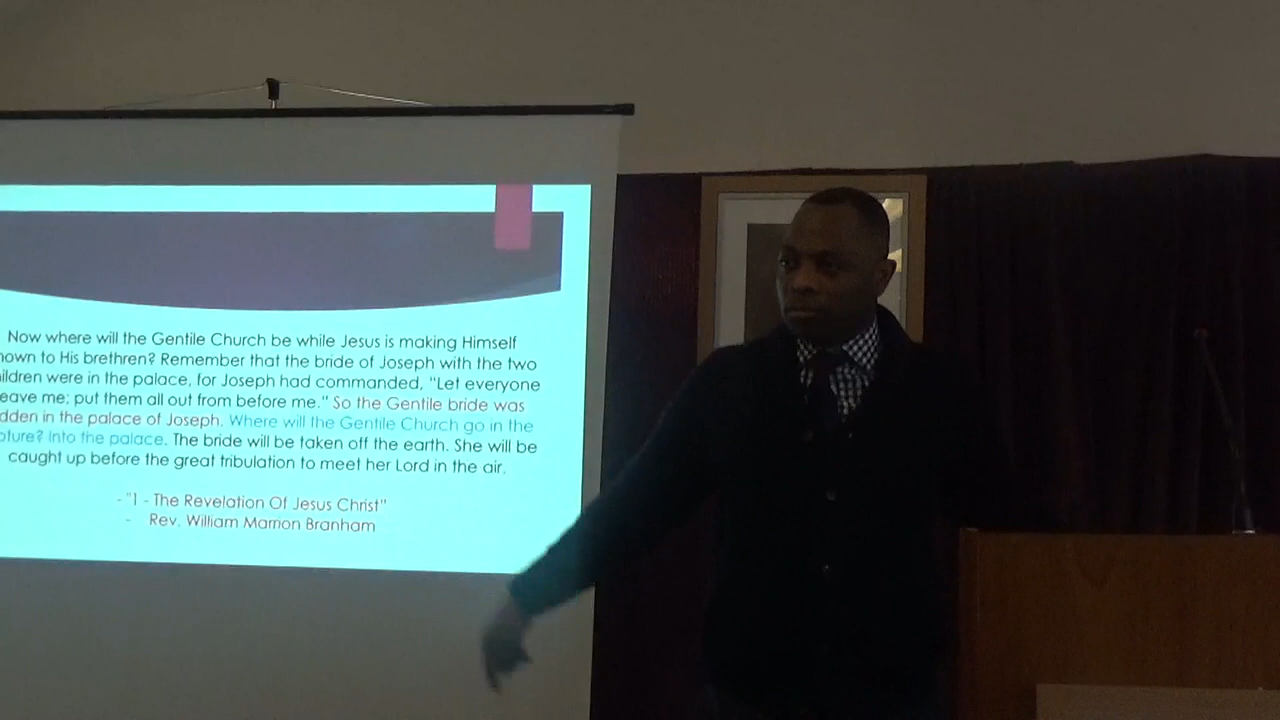 Now where will the Gentile Church be while Jesus is making Himself
nown to His brethren? Remember that the bride of Joseph with the two
ildren were in the palace, for Joseph had commanded, "Let everyone
eave me; put them all out from before me." So the Gentile bride was
dden in the palace of Joseph. Where will the Gentile Church go in the
pture? Into the palace. The bride will be taken off the earth. She will be
caught up before the great tribulation to meet her Lord in the air.
- "1 - The Revelation Of Jesus Christ"
- Rev. William Marrion Branham